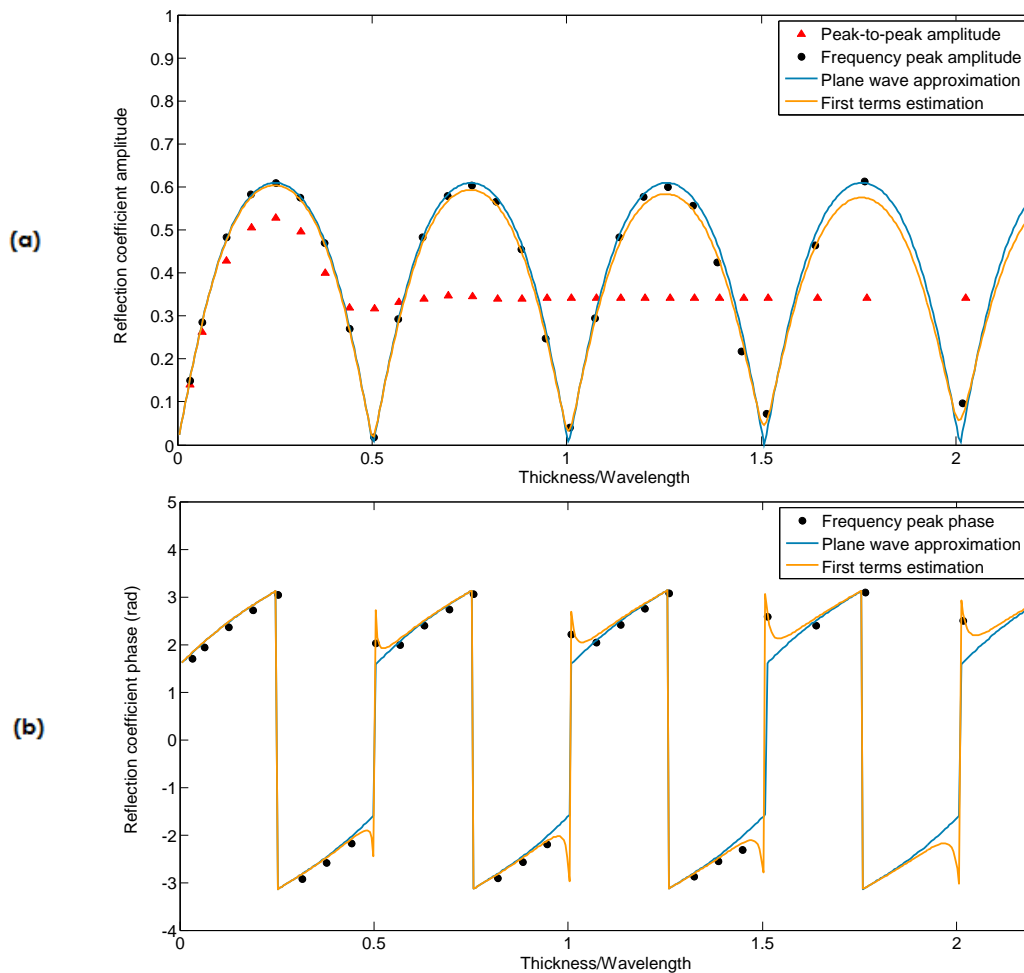 (a)
Reflection coefficient amplitude
1
0.9
0.8
0.7
0.6
0.5
0.4
0.3
0.2
0.1
0
Peak-to-peak amplitude
Frequency peak amplitude
Plane wave approximation
First terms estimation
0 0.5 1 1.5 2
Thickness/Wavelength
(b)
Reflection coefficient phase (rad)
5
4
3
2
1
0
-1
-2
-3
-4
Frequency peak phase
Plane wave approximation
First terms estimation
0 0.5 1 1.5 2
Thickness/Wavelength